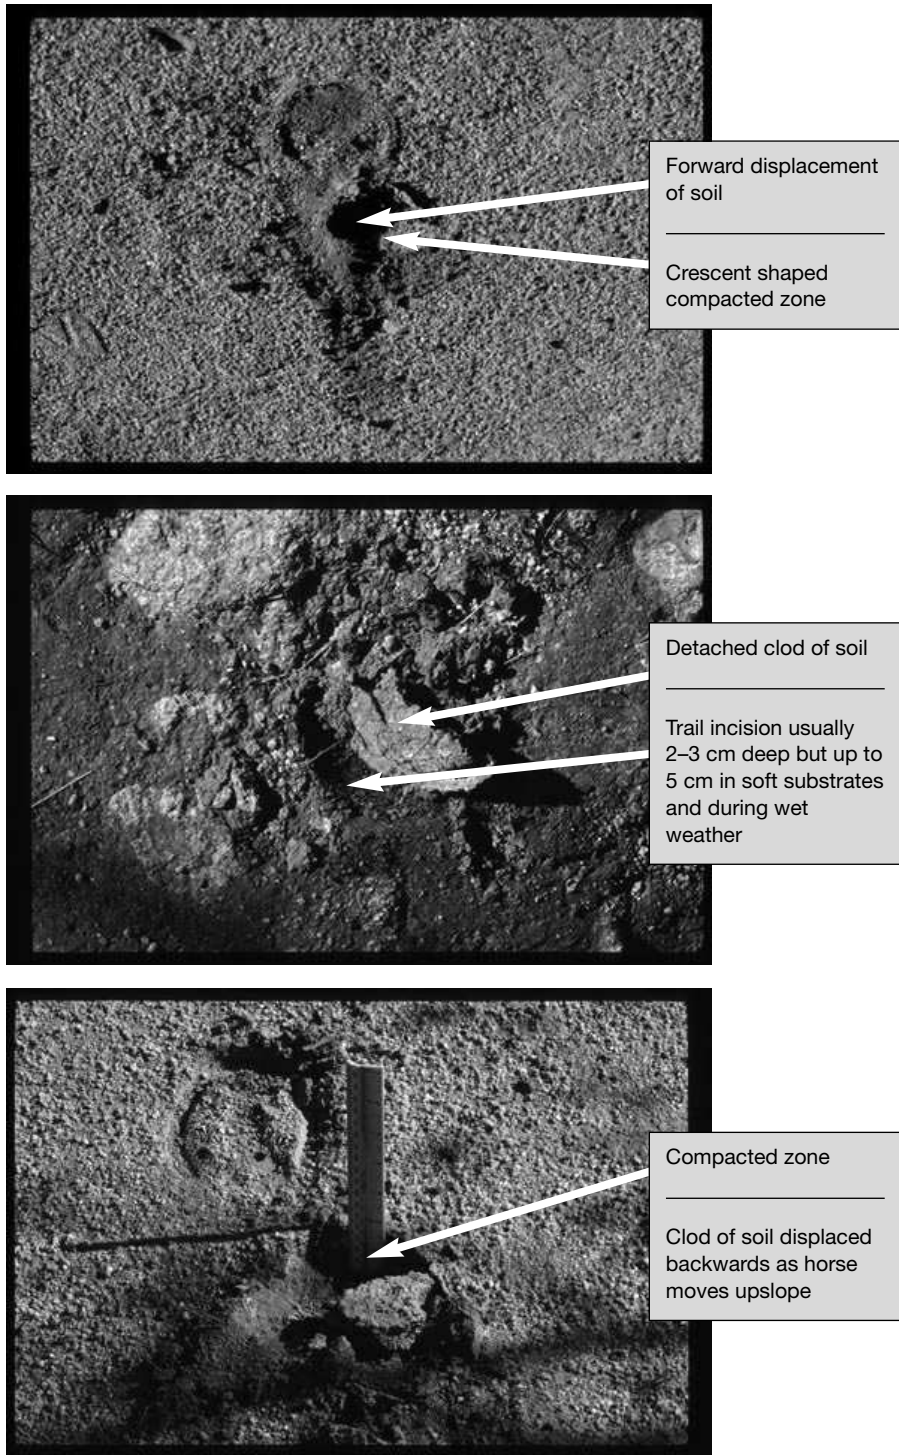 Forward displacement
of soil
Crescent shaped
compacted zone
Detached clod of soil
Trail incision usually
2–3 cm deep but up to
5 cm in soft substrates
and during wet
weather
Compacted zone
Clod of soil displaced
backwards as horse
moves upslope